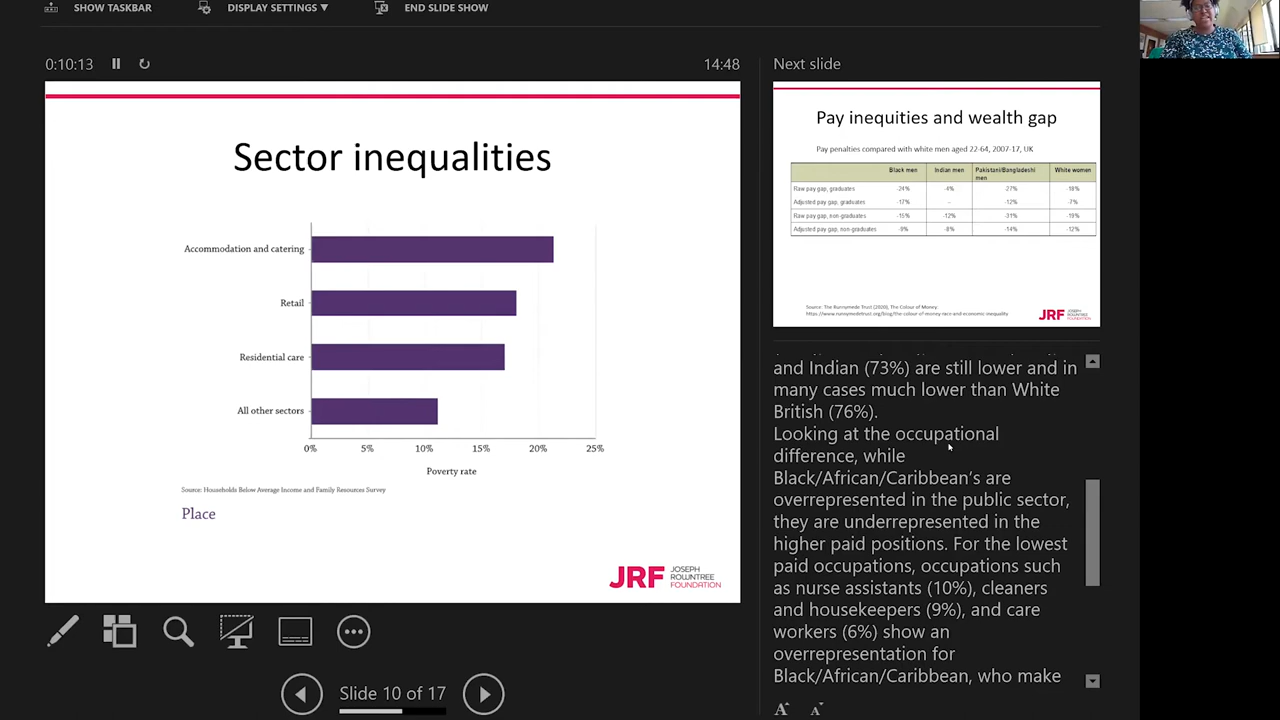 SHOW TASKBAR
DISPLAY SETTINGS ▼
END SLIDE SHOW
0:10:13
14:48
Sector inequalities
Accommodation and catering
Retail
Residential care
All other sectors
0% 5% 10% 15% 20% 25%
Poverty rate
Source: Households Below Average Income and Family Resources Survey
Place
JRF JOSEPH
ROWNTREE
FOUNDATION
Slide 10 of 17
Next slide
Pay inequities and wealth gap
Pay penalties compared with white men aged 22-64, 2007-17, UK
Black men Indian men Pakistani/Bangladeshi men White women
Raw pay gap, graduates -24% -4% -27% -18%
Adjusted pay gap, graduates -17% - -12% -7%
Raw pay gap, non-graduates -15% -12% -31% -19%
Adjusted pay gap, non-graduates -9% -8% -14% -12%
Source: The Runnymede Trust (2020), The Colour of Money.
https://www.runnymedetrust.org/blog/the-colour-of-money-race-and-economic-inequality
JRF JOSEPH
ROWNTREE
FOUNDATION
and Indian (73%) are still lower and in
many cases much lower than White
British (76%).
Looking at the occupational
difference, while
Black/African/Caribbean’s are
overrepresented in the public sector,
they are underrepresented in the
higher paid positions. For the lowest
paid occupations, occupations such
as nurse assistants (10%), cleaners
and housekeepers (9%), and care
workers (6%) show an
overrepresentation for
Black/African/Caribbean, who make
A A